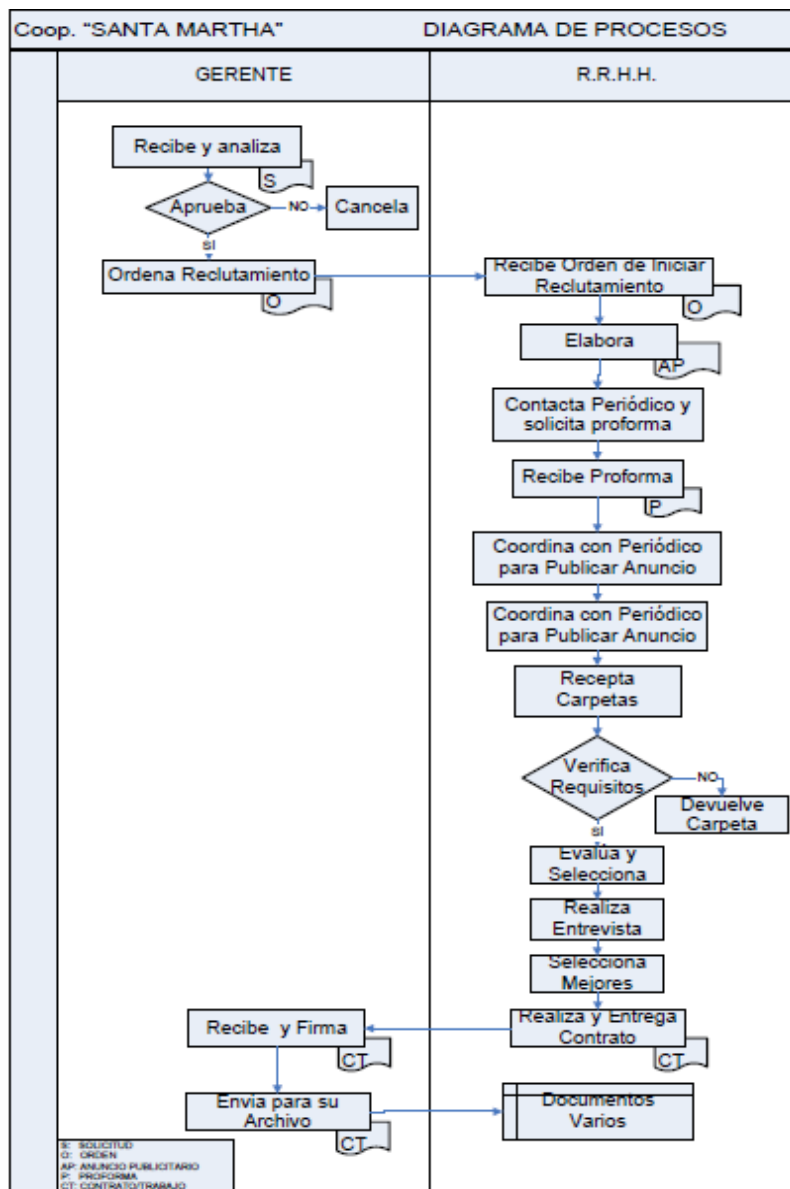 Coop. “SANTA MARTHA”
DIAGRAMA DE PROCESOS
GERENTE
R.R.H.H.
Recibe y analiza
S
Aprueba
NO
Cancela
SI
Ordena Reclutamiento
O
Recibe Orden de Iniciar
Reclutamiento
O
Elabora
AP
Contacta Periódico y
solicita proforma
Recibe Proforma
P
Coordina con Periódico
para Publicar Anuncio
Coordina con Periódico
para Publicar Anuncio
Recepta
Carpetas
Verifica
Requisitos
NO
Devuelve
Carpeta
SI
Evalúa y
Selecciona
Realiza
Entrevista
Selecciona
Mejores
Realiza y Entrega
Contrato
CT
Recibe y Firma
CT
Envía para su
Archivo
CT
Documentos
Varios
S: SOLICITUD
O: ORDEN
AP: ANUNCIO PUBLICITARIO
P: PROFORMA
CT: CONTRATO/TRABAJO